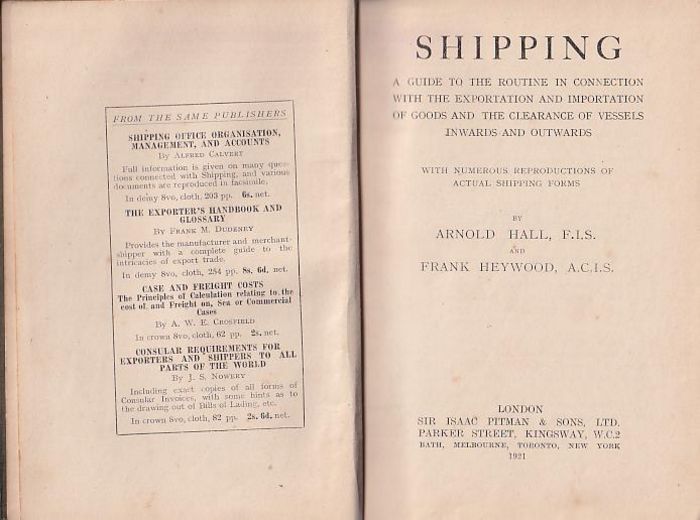 FROM THE SAME PUBLISHERS
SHIPPING OFFICE ORGANISATION,
MANAGEMENT, AND ACCOUNTS
By Alfred Calvert
Full information is given on many ques-
tions connected with Shipping, and various
documents are reproduced in facsimile.
In demy 8vo, cloth, 203 pp. 6s. net.
THE EXPORTER'S HANDBOOK AND
GLOSSARY
By Frank M. Dudeney
Provides the manufacturer and merchant-
shipper with a complete guide to the
intricacies of export trade.
In demy 8vo, cloth, 254 pp. 8s. 6d. net.
CASE AND FREIGHT COSTS
The Principles of Calculation relating to the
cost of, and Freight on, Sea or Commercial
Cases
By A. W. E. Crosfield
In crown 8vo, cloth, 62 pp. 2s. net.
CONSULAR REQUIREMENTS FOR
EXPORTERS AND SHIPPERS TO ALL
PARTS OF THE WORLD
By J. S. Nowery
Including exact copies of all forms of
Consular Invoices, with some hints as to
the drawing out of Bills of Lading, etc.
In crown 8vo, cloth, 82 pp. 2s. 6d. net.
SHIPPING
A GUIDE TO THE ROUTINE IN CONNECTION
WITH THE EXPORTATION AND IMPORTATION
OF GOODS AND THE CLEARANCE OF VESSELS
INWARDS AND OUTWARDS
WITH NUMEROUS REPRODUCTIONS OF
ACTUAL SHIPPING FORMS
BY
ARNOLD HALL, F.I.S.
AND
FRANK HEYWOOD, A.C.I.S.
LONDON
SIR ISAAC PITMAN & SONS, LTD.
PARKER STREET, KINGSWAY, W.C.2
BATH, MELBOURNE, TORONTO, NEW YORK
1921